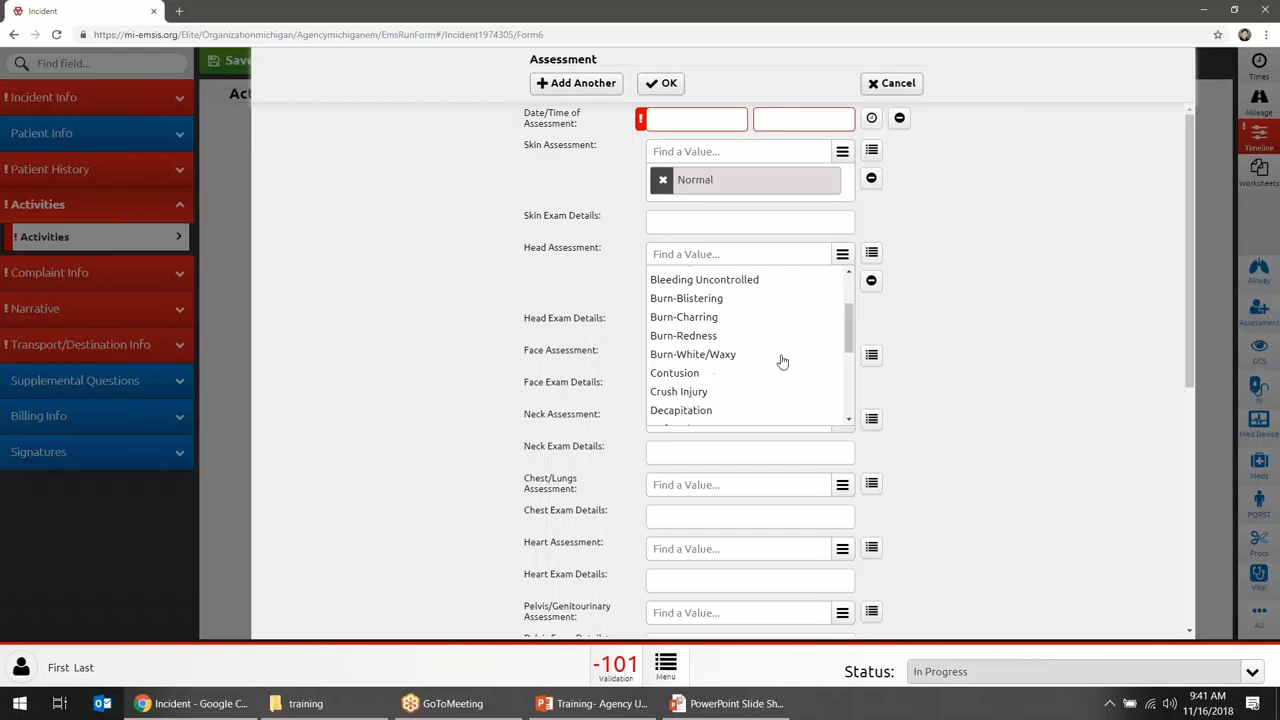 Incident
https://mi-emsis.org/Elite/Organizationmichigan/Agencymichiganem/EmsRunForm#/Incident1974305/Form6
Find field...
Save
Incident Info
Patient Info
Patient History
Activities
Activities
Complaint Info
Narrative
Transport/Destination Info
Supplemental Questions
Billing Info
Signatures
Act
Assessment
Add Another
OK
Cancel
Date/Time of
Assessment:
Skin Assessment:
Find a Value...
Normal
Skin Exam Details:
Head Assessment:
Find a Value...
Bleeding Uncontrolled
Burn-Blistering
Burn-Charring
Burn-Redness
Burn-White/Waxy
Contusion
Crush Injury
Decapitation
Head Exam Details:
Face Assessment:
Face Exam Details:
Neck Assessment:
Neck Exam Details:
Chest/Lungs
Assessment:
Find a Value...
Chest Exam Details:
Heart Assessment:
Find a Value...
Heart Exam Details:
Pelvis/Genitourinary
Assessment:
Find a Value...
Times
Mileage
Timeline
Worksheets
Airway
Assessment
GCS
IV
Med Device
Meds
PQRST
Procs
Vital
All
First Last
-101
Validation
Menu
Status:
In Progress
Incident - Google C...
training
GoToMeeting
Training- Agency U...
PowerPoint Slide Sh...
9:41 AM
11/16/2018